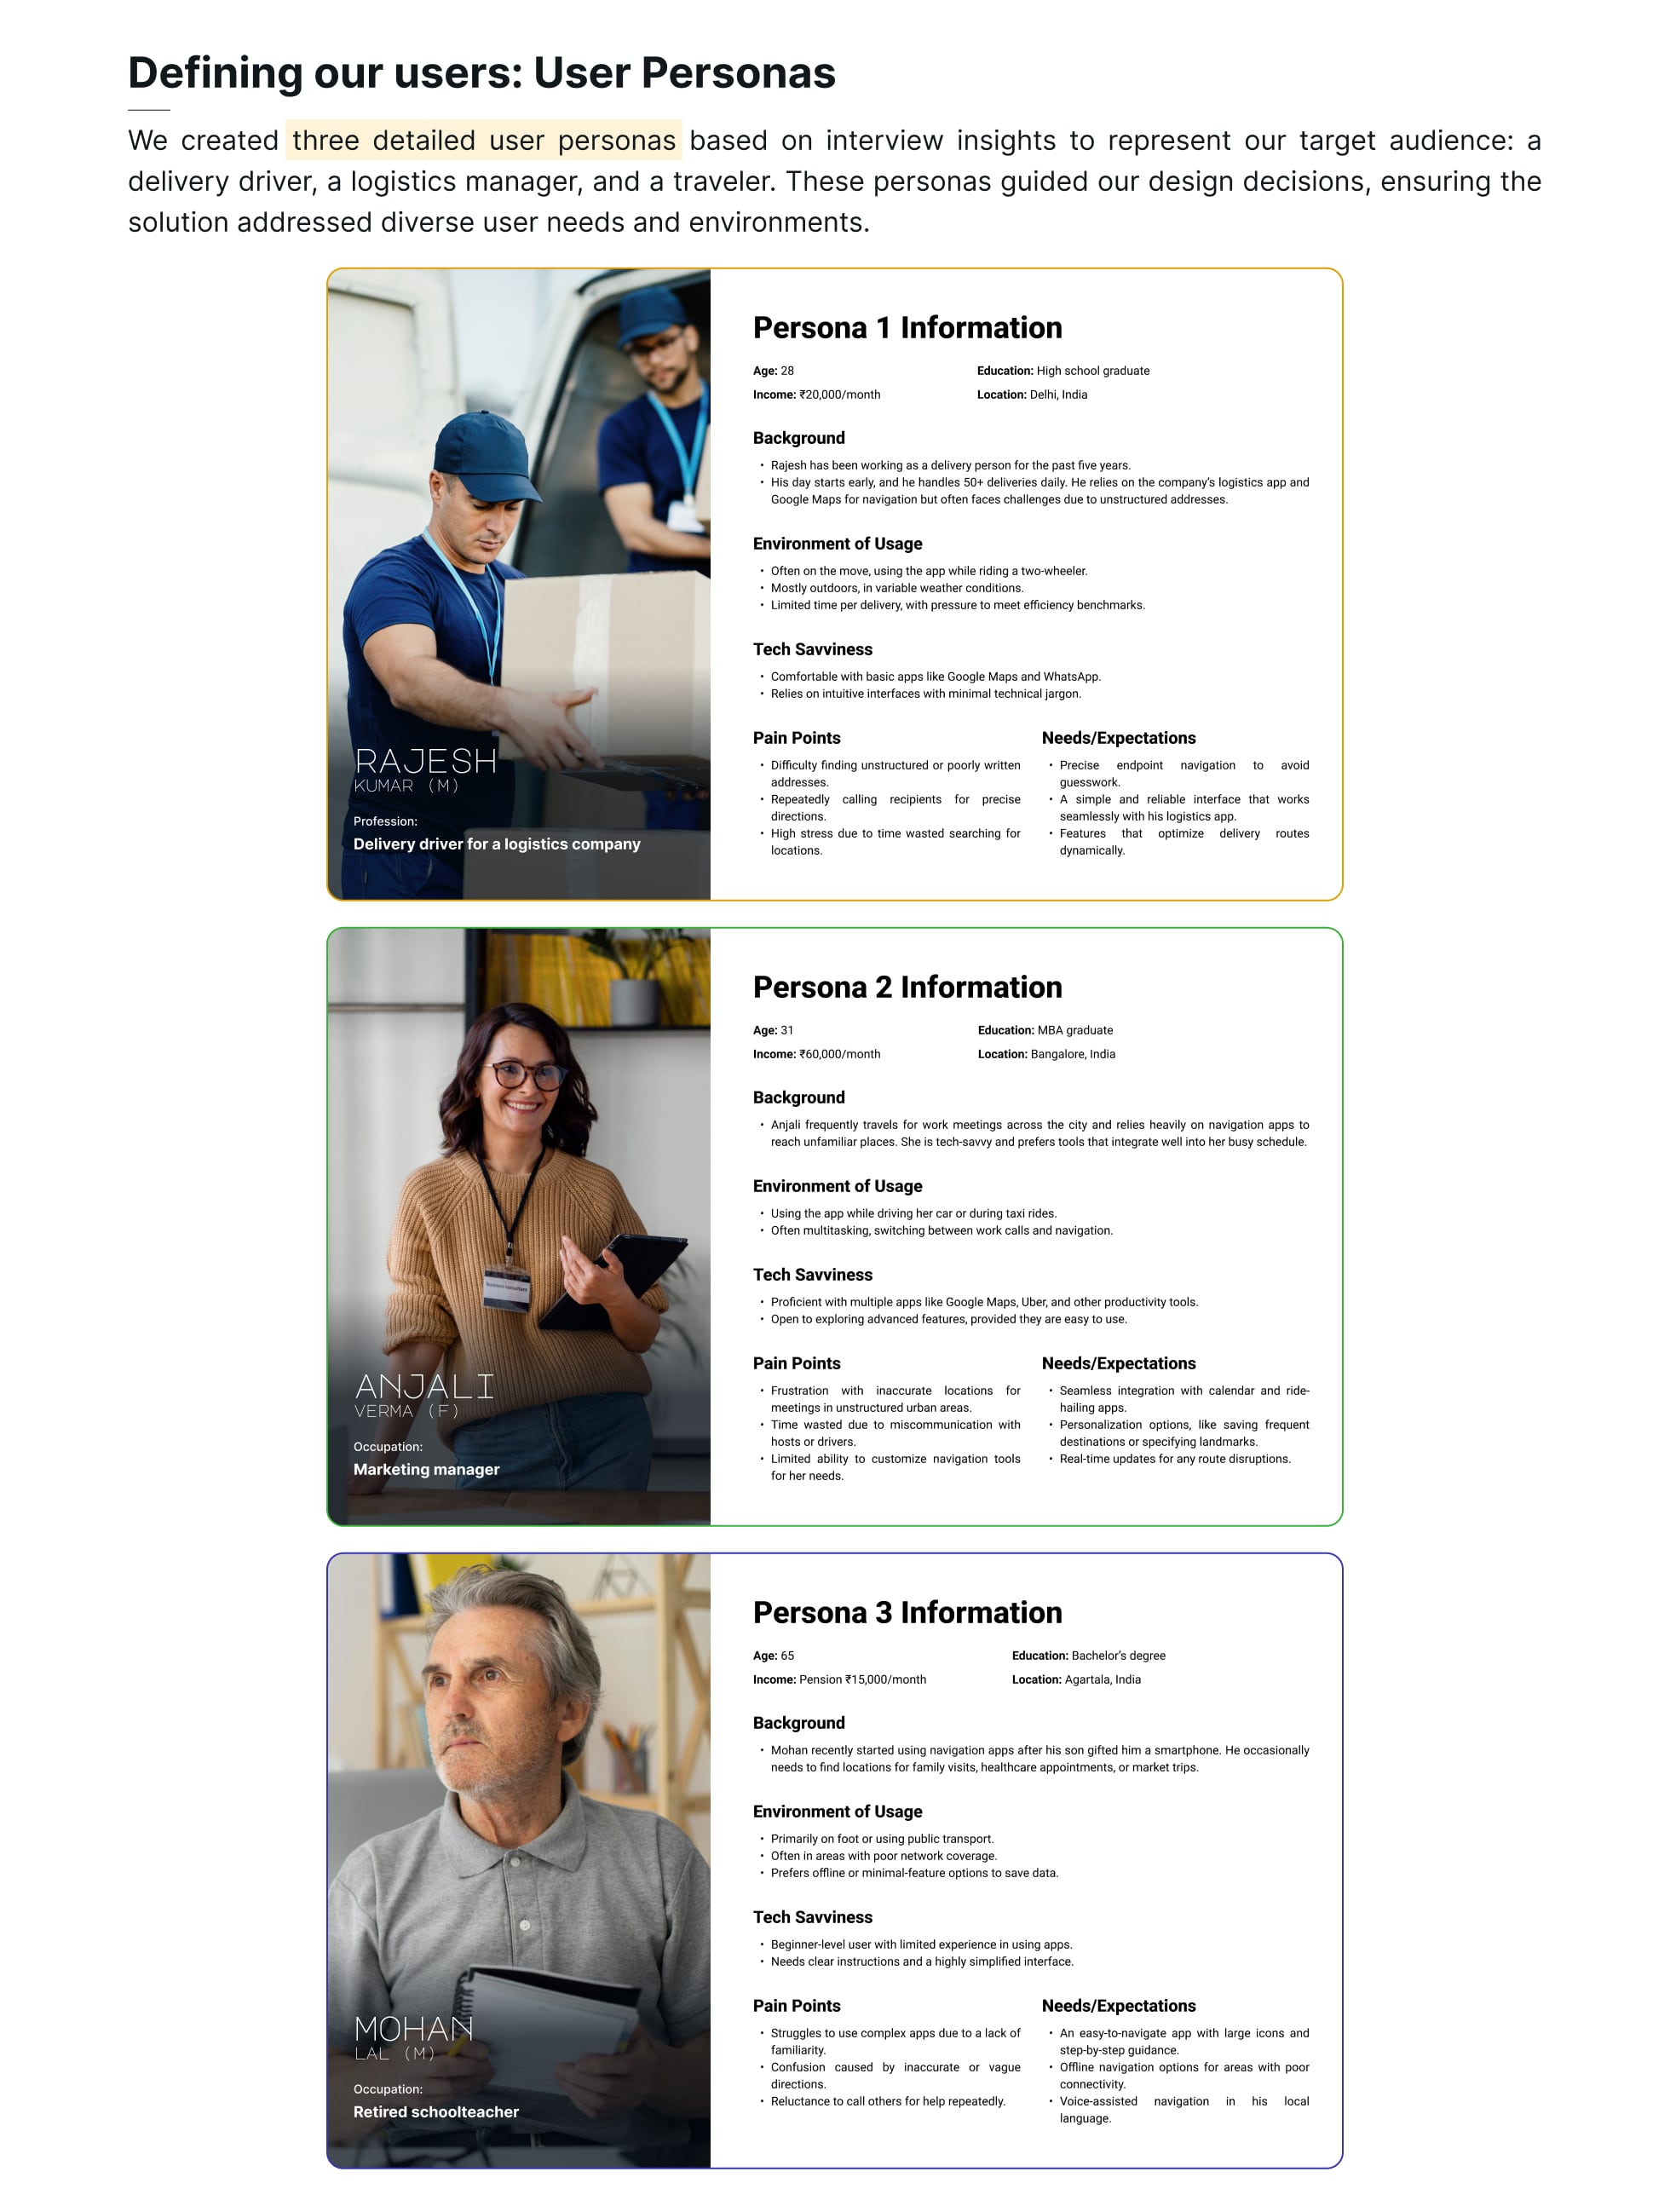 Defining our users: User Personas
We created three detailed user personas based on interview insights to represent our target audience: a
delivery driver, a logistics manager, and a traveler. These personas guided our design decisions, ensuring the
solution addressed diverse user needs and environments.
RAJESH
KUMAR (M)
Profession:
Delivery driver for a logistics company
Persona 1 Information
Age: 28
Education: High school graduate
Income: ₹20,000/month
Location: Delhi, India
Background
• Rajesh has been working as a delivery person for the past five years.
• His day starts early, and he handles 50+ deliveries daily. He relies on the company's logistics app and
Google Maps for navigation but often faces challenges due to unstructured addresses.
Environment of Usage
• Often on the move, using the app while riding a two-wheeler.
• Mostly outdoors, in variable weather conditions.
• Limited time per delivery, with pressure to meet efficiency benchmarks.
Tech Savviness
• Comfortable with basic apps like Google Maps and WhatsApp.
• Relies on intuitive interfaces with minimal technical jargon.
Pain Points
• Difficulty finding unstructured or poorly written
addresses.
• Repeatedly calling recipients for precise
directions.
• High stress due to time wasted searching for
locations.
Needs/Expectations
• Precise endpoint navigation to avoid
guesswork.
• A simple and reliable interface that works
seamlessly with his logistics app.
• Features that optimize delivery routes
dynamically.
ANJALI
VERMA (F)
Occupation:
Marketing manager
Persona 2 Information
Age: 31
Education: MBA graduate
Income: ₹60,000/month
Location: Bangalore, India
Background
• Anjali frequently travels for work meetings across the city and relies heavily on navigation apps to
reach unfamiliar places. She is tech-savvy and prefers tools that integrate well into her busy schedule.
Environment of Usage
• Using the app while driving her car or during taxi rides.
• Often multitasking, switching between work calls and navigation.
Tech Savviness
• Proficient with multiple apps like Google Maps, Uber, and other productivity tools.
• Open to exploring advanced features, provided they are easy to use.
Pain Points
• Frustration with inaccurate locations for
meetings in unstructured urban areas.
• Time wasted due to miscommunication with
hosts or drivers.
• Limited ability to customize navigation tools
for her needs.
Needs/Expectations
• Seamless integration with calendar and ride-
hailing apps.
• Personalization options, like saving frequent
destinations or specifying landmarks.
• Real-time updates for any route disruptions.
MOHAN
LAL (M)
Occupation:
Retired schoolteacher
Persona 3 Information
Age: 65
Education: Bachelor's degree
Income: Pension ₹15,000/month
Location: Agartala, India
Background
• Mohan recently started using navigation apps after his son gifted him a smartphone. He occasionally
needs to find locations for family visits, healthcare appointments, or market trips.
Environment of Usage
• Primarily on foot or using public transport.
• Often in areas with poor network coverage.
• Prefers offline or minimal-feature options to save data.
Tech Savviness
• Beginner-level user with limited experience in using apps.
• Needs clear instructions and a highly simplified interface.
Pain Points
• Struggles to use complex apps due to a lack of
familiarity.
• Confusion caused by inaccurate or vague
directions.
• Reluctance to call others for help repeatedly.
Needs/Expectations
• An easy-to-navigate app with large icons and
step-by-step guidance.
• Offline navigation options for areas with poor
connectivity.
• Voice-assisted navigation in his local
language.